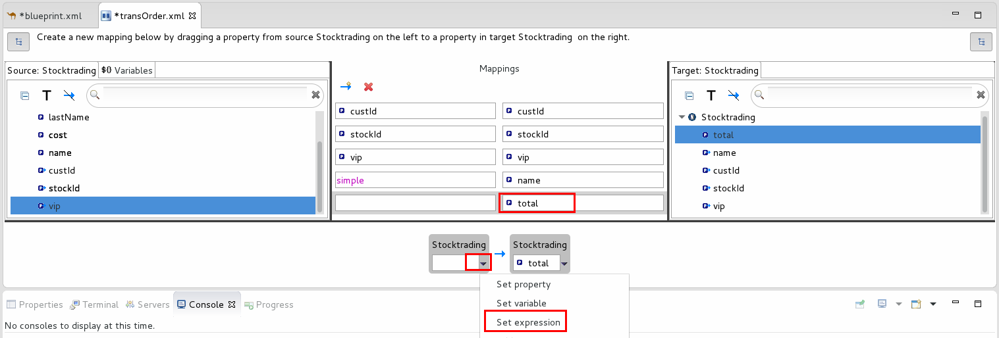 *blueprint.xml
*transOrder.xml
Create a new mapping below by dragging a property from source Stocktrading on the left to a property in target Stocktrading on the right.
Source: Stocktrading
${} Variables
T
lastName
cost
name
custId
stockId
vip
Mappings
custId custId
stockId stockId
vip vip
simple name
total
Target: Stocktrading
T
Stocktrading
total
name
custId
stockId
vip
Stocktrading
Stocktrading
total
Set property
Set variable
Set expression
Properties
Terminal
Servers
Console
Progress
No consoles to display at this time.